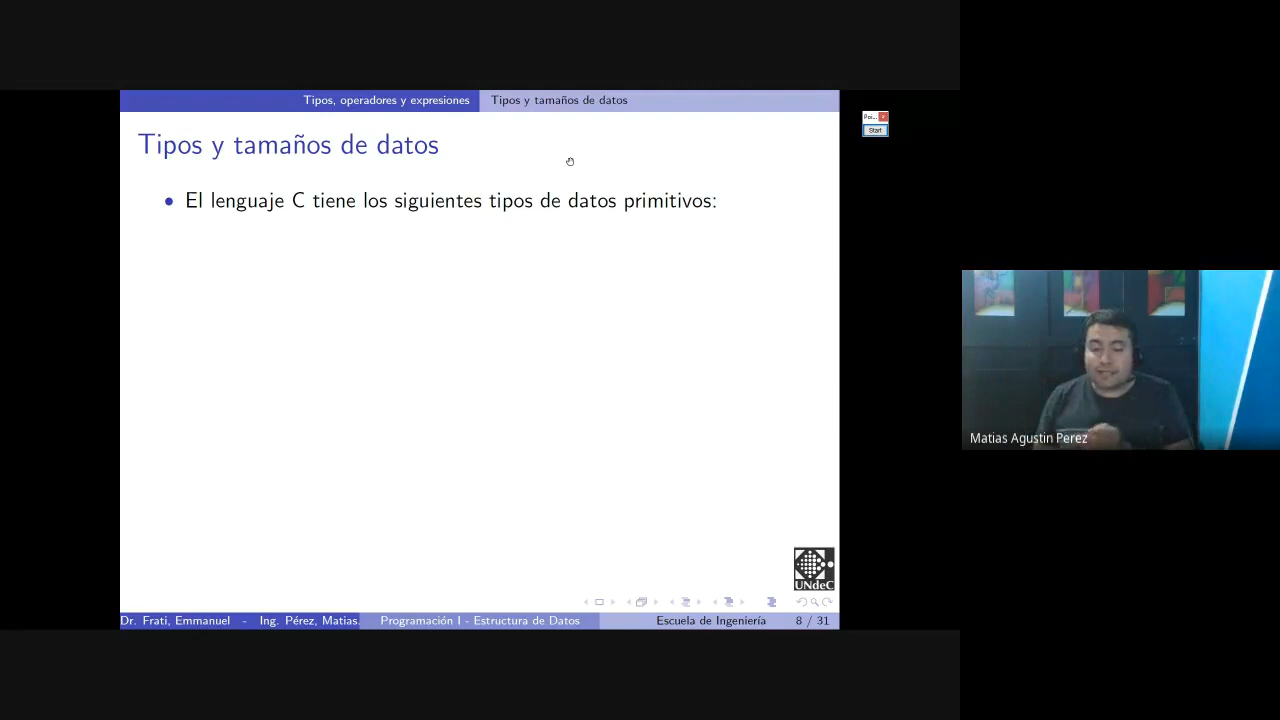 Tipos, operadores y expresiones Tipos y tamaños de datos
Poi... x
Start
Tipos y tamaños de datos
• El lenguaje C tiene los siguientes tipos de datos primitivos:
Matias Agustin Perez
UNdeC
Dr. Frati, Emmanuel - Ing. Pérez, Matias. Programación I - Estructura de Datos Escuela de Ingeniería 8 / 31